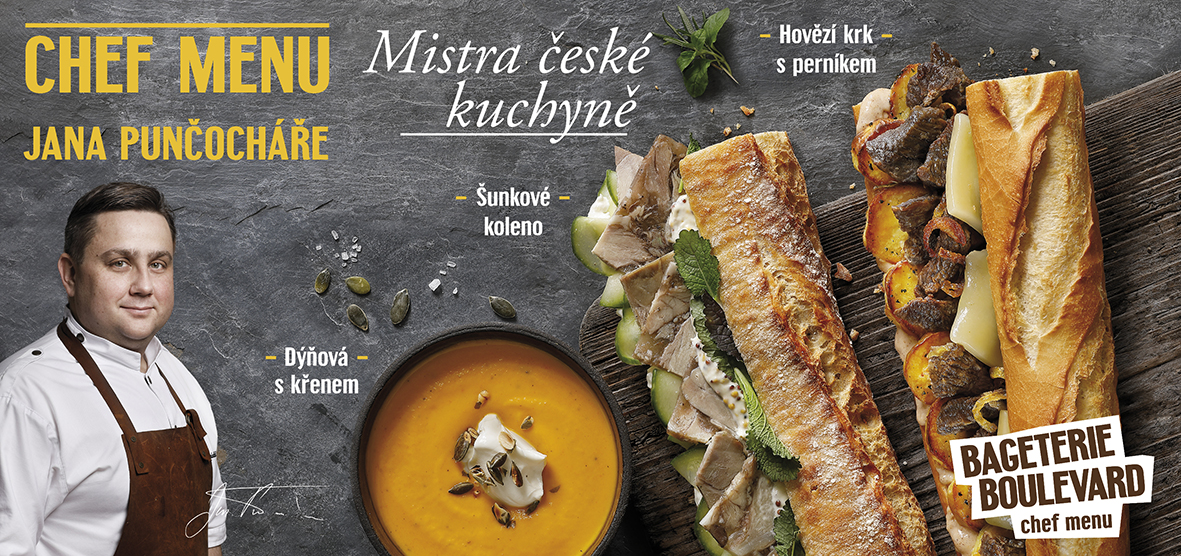 CHEF MENU
JANA PUNČOCHÁŘE
Mistra české
kuchyně
– Hovězí krk –
s perníkem
– Šunkové –
koleno
– Dýňová –
s křenem
BAGETERIE
BOULEVARD
chef menu